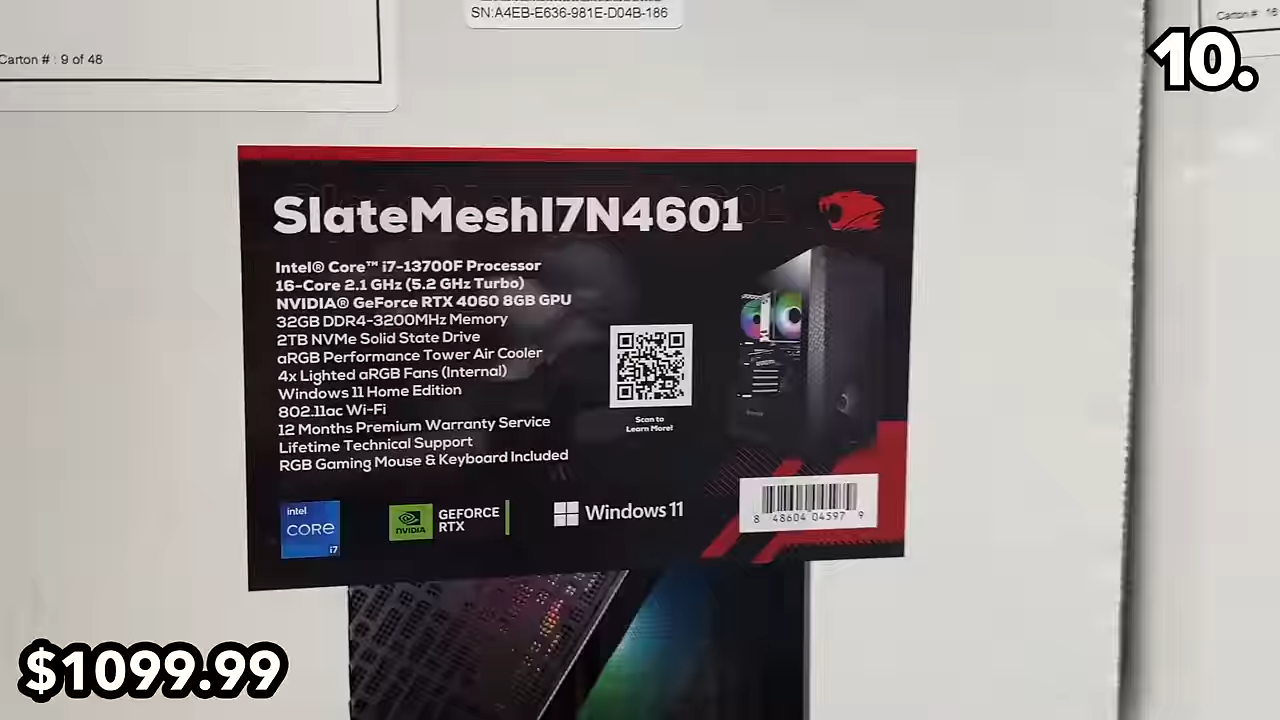 SN:A4EB-E636-981E-D04B-186
Carton # : 9 of 48
Carton # 16
10.
SlateMeshI7N4601
Intel® Core™ i7-13700F Processor
16-Core 2.1 GHz (5.2 GHz Turbo)
NVIDIA® GeForce RTX 4060 8GB GPU
32GB DDR4-3200MHz Memory
2TB NVMe Solid State Drive
aRGB Performance Tower Air Cooler
4x Lighted aRGB Fans (Internal)
Windows 11 Home Edition
802.11ac Wi-Fi
12 Months Premium Warranty Service
Lifetime Technical Support
RGB Gaming Mouse & Keyboard Included
Scan to
Learn More!
intel
CORE
i7
NVIDIA
GEFORCE
RTX
Windows 11
8 48604 04597 9
$1099.99